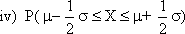 iv) P( μ− 1/2 σ ≤ X ≤ μ+ 1/2 σ)